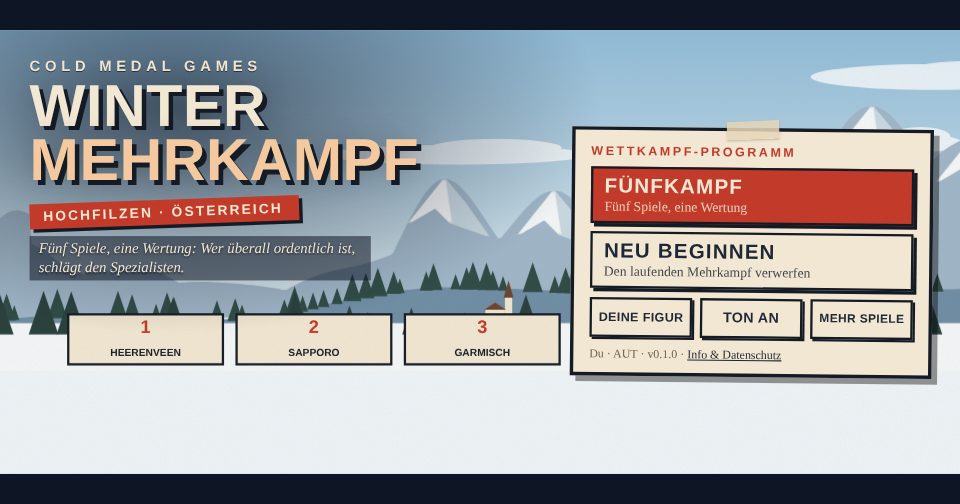 COLD MEDAL GAMES
WINTER
MEHRKAMPF
HOCHFILZEN · ÖSTERREICH
Fünf Spiele, eine Wertung: Wer überall ordentlich ist,
schlägt den Spezialisten.
1
HEERENVEEN
2
SAPPORO
3
GARMISCH
WETTKAMPF-PROGRAMM
FÜNFKAMPF
Fünf Spiele, eine Wertung
NEU BEGINNEN
Den laufenden Mehrkampf verwerfen
DEINE FIGUR
TON AN
MEHR SPIELE
Du · AUT · v0.1.0 · Info & Datenschutz